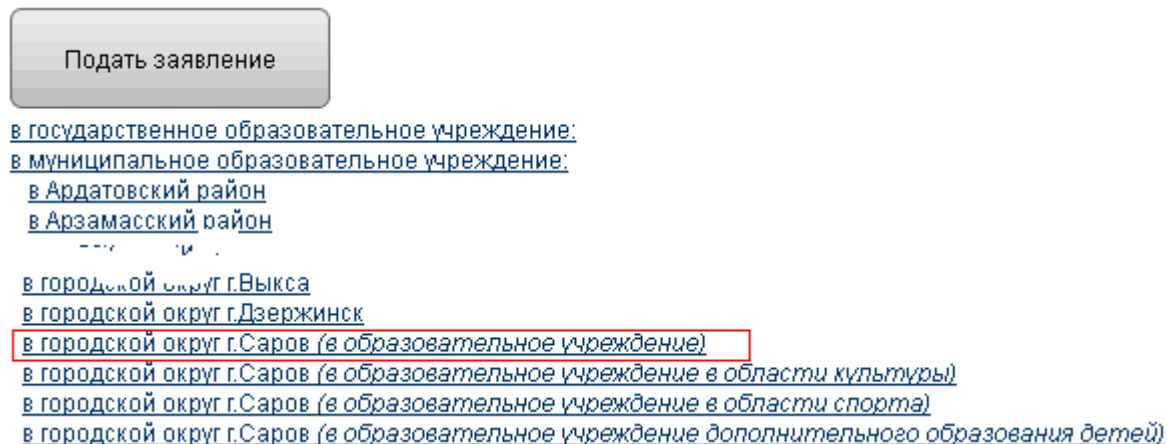 Подать заявление
в государственное образовательное учреждение:
в муниципальное образовательное учреждение:
в Ардатовский район
в Арзамасский район
в городской округ г.Выкса
в городской округ г.Дзержинск
в городской округ г.Саров (в образовательное учреждение)
в городской округ г.Саров (в образовательное учреждение в области культуры)
в городской округ г.Саров (в образовательное учреждение в области спорта)
в городской округ г.Саров (в образовательное учреждение дополнительного образования детей)